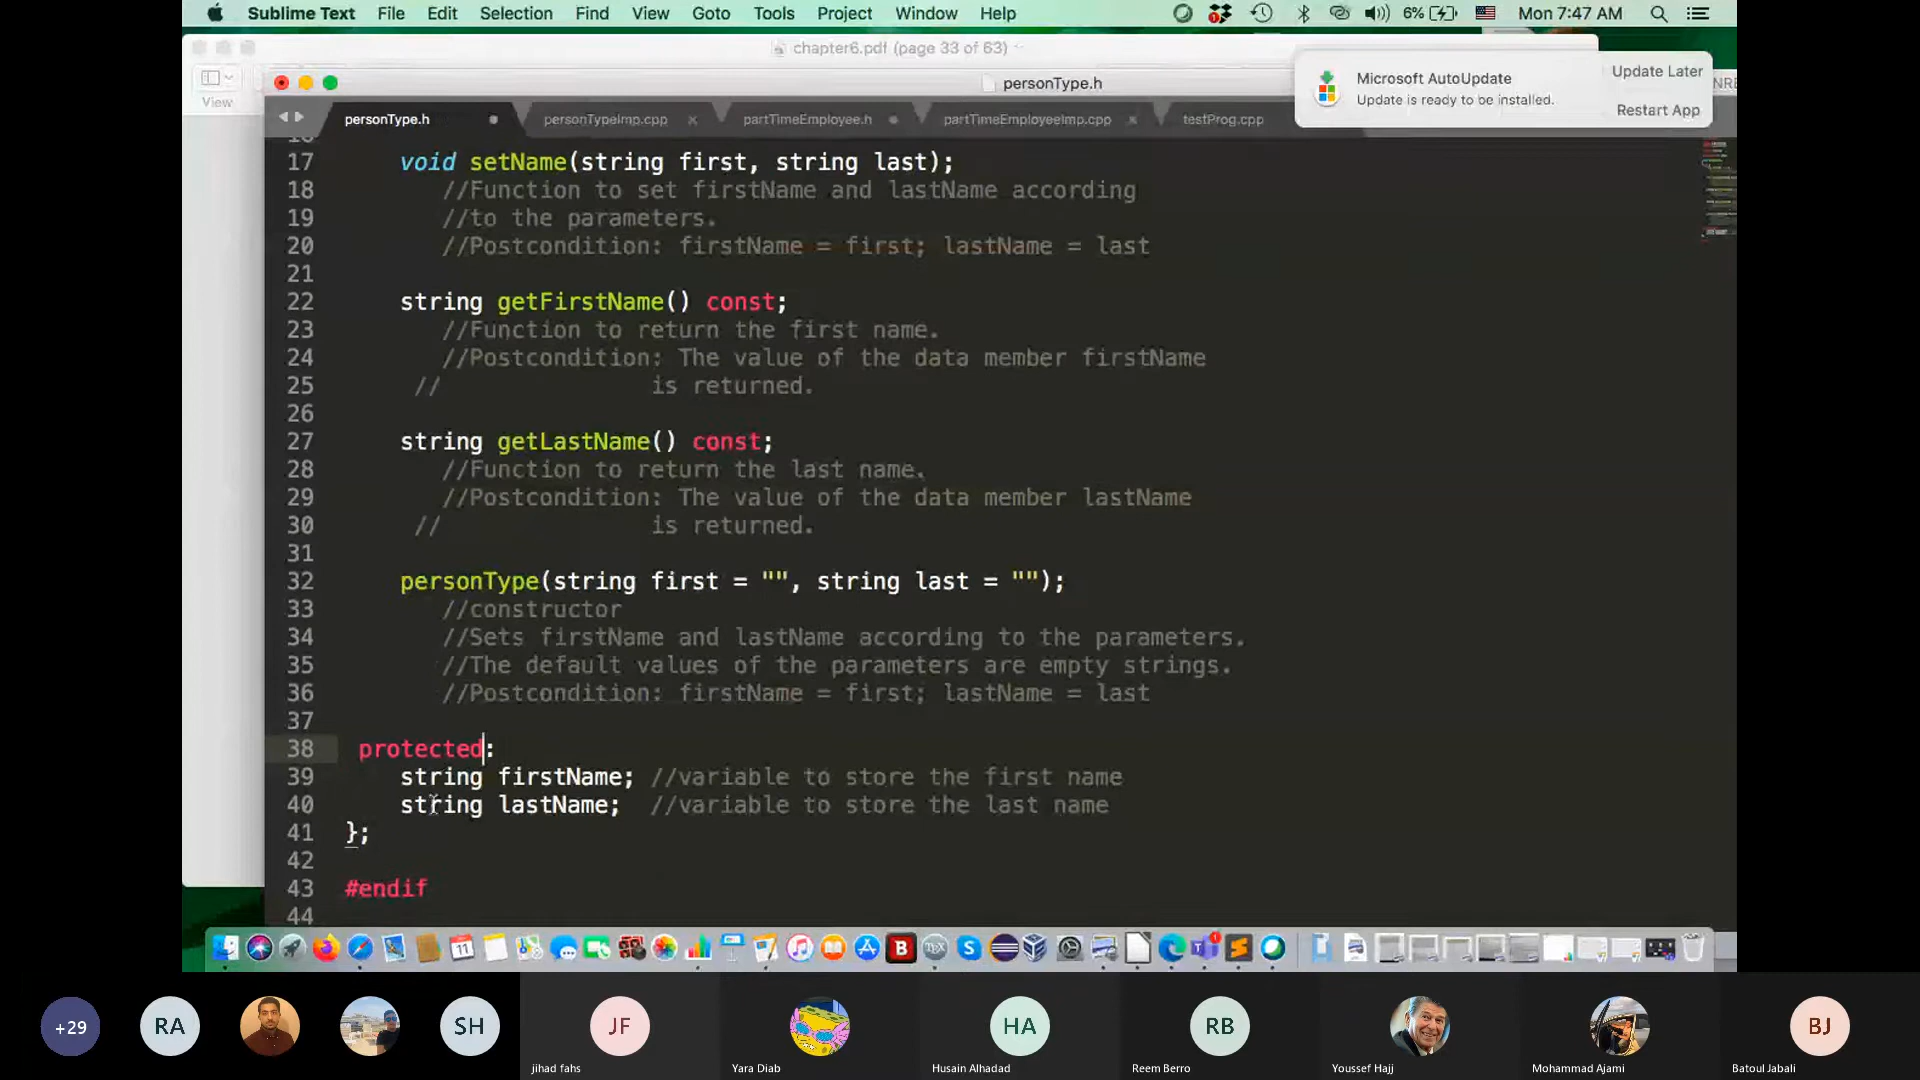 Sublime Text File Edit Selection Find View Goto Tools Project Window Help 6% Mon 7:47 AM
chapter6.pdf (page 33 of 63)
View
personType.h
Microsoft AutoUpdate
Update is ready to be installed.
Update Later
Restart App
personType.h personTypeImp.cpp partTimeEmployee.h partTimeEmployeeImp.cpp testProg.cpp
17 void setName(string first, string last);
18 //Function to set firstName and lastName according
19 //to the parameters.
20 //Postcondition: firstName = first; lastName = last
21
22 string getFirstName() const;
23 //Function to return the first name.
24 //Postcondition: The value of the data member firstName
25 // is returned.
26
27 string getLastName() const;
28 //Function to return the last name.
29 //Postcondition: The value of the data member lastName
30 // is returned.
31
32 personType(string first = "", string last = "");
33 //constructor
34 //Sets firstName and lastName according to the parameters.
35 //The default values of the parameters are empty strings.
36 //Postcondition: firstName = first; lastName = last
37
38 protected:
39 string firstName; //variable to store the first name
40 string lastName; //variable to store the last name
41 };
42
43 #endif
44
+29 RA SH JF HA RB BJ
jihad fahs Yara Diab Husain Alhadad Reem Berro Youssef Hajj Mohammad Ajami Batoul Jabali